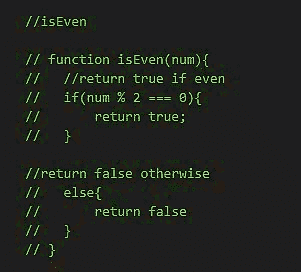 //isEven
// function isEven(num){
//   //return true if even
//   if(num % 2 === 0){
//       return true;
//   }
//return false otherwise
//   else{
//       return false
//   }
// }